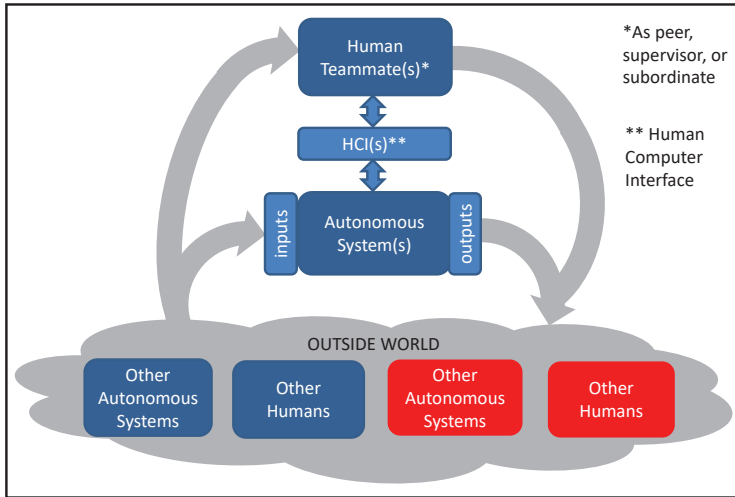 Human
Teammate(s)*
*As peer,
supervisor, or
subordinate
HCI(s)**
** Human
Computer
Interface
inputs
Autonomous
System(s)
outputs
OUTSIDE WORLD
Other
Autonomous
Systems
Other
Humans
Other
Autonomous
Systems
Other
Humans